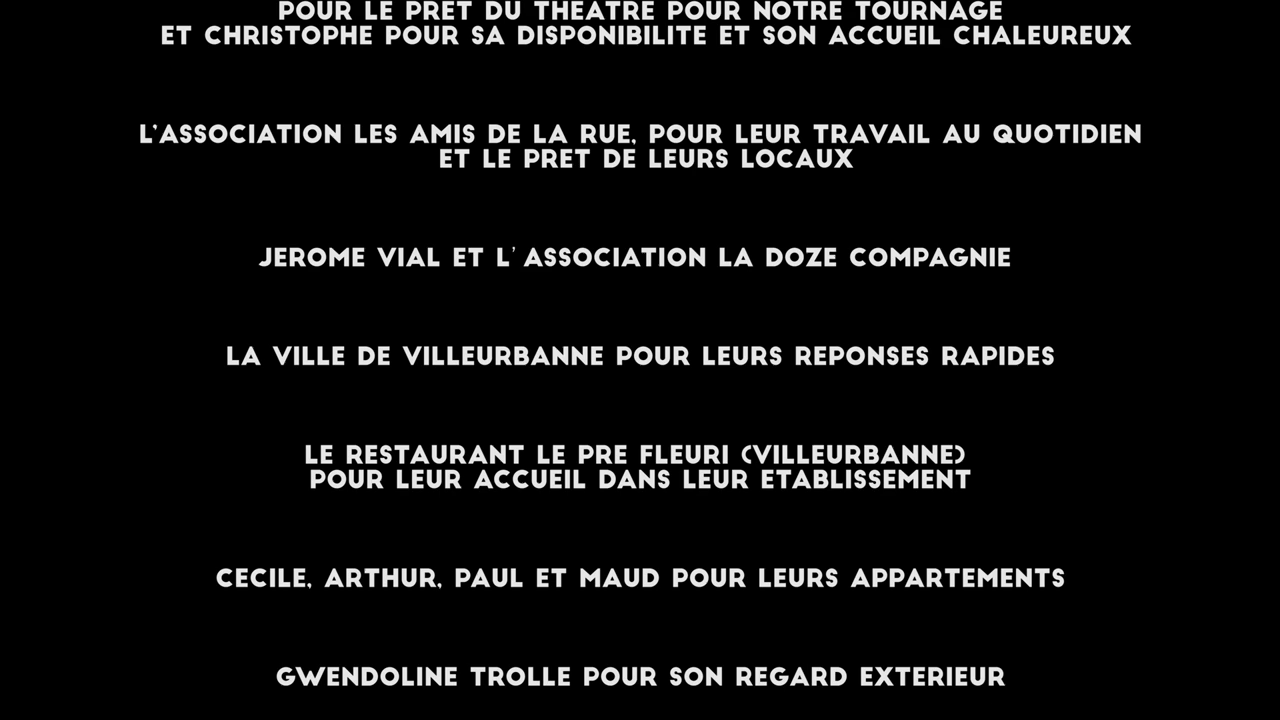 POUR LE PRET DU THEATRE POUR NOTRE TOURNAGE
ET CHRISTOPHE POUR SA DISPONIBILITE ET SON ACCUEIL CHALEUREUX
L'ASSOCIATION LES AMIS DE LA RUE, POUR LEUR TRAVAIL AU QUOTIDIEN
ET LE PRET DE LEURS LOCAUX
JEROME VIAL ET L' ASSOCIATION LA DOZE COMPAGNIE
LA VILLE DE VILLEURBANNE POUR LEURS REPONSES RAPIDES
LE RESTAURANT LE PRE FLEURI (VILLEURBANNE)
POUR LEUR ACCUEIL DANS LEUR ETABLISSEMENT
CECILE, ARTHUR, PAUL ET MAUD POUR LEURS APPARTEMENTS
GWENDOLINE TROLLE POUR SON REGARD EXTERIEUR